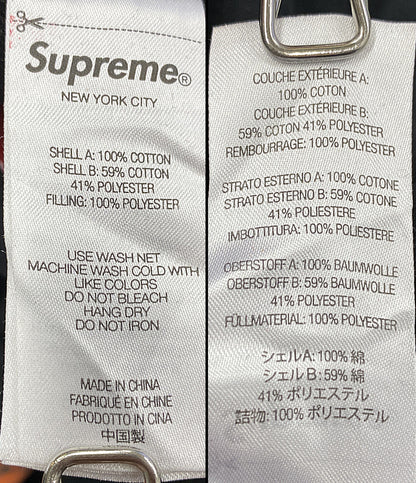 Supreme®
NEW YORK CITY
SHELL A: 100% COTTON
SHELL B: 59% COTTON
41% POLYESTER
FILLING: 100% POLYESTER
USE WASH NET
MACHINE WASH COLD WITH
LIKE COLORS
DO NOT BLEACH
HANG DRY
DO NOT IRON
MADE IN CHINA
FABRIQUÉ EN CHINE
PRODOTTO IN CINA
中国製
COUCHE EXTÉRIEURE A:
100% COTON
COUCHE EXTÉRIEURE B:
59% COTON 41% POLYESTER
REMBOURRAGE: 100% POLYESTER
STRATO ESTERNO A: 100% COTONE
STRATO ESTERNO B: 59% COTONE
41% POLIESTERE
IMBOTTITURA: 100% POLIESTERE
OBERSTOFF A: 100% BAUMWOLLE
OBERSTOFF B: 59% BAUMWOLLE
41% POLYESTER
FÜLLMATERIAL: 100% POLYESTER
シェルA: 100% 綿
シェル B: 59% 綿
41% ポリエステル
詰物: 100% ポリエステル